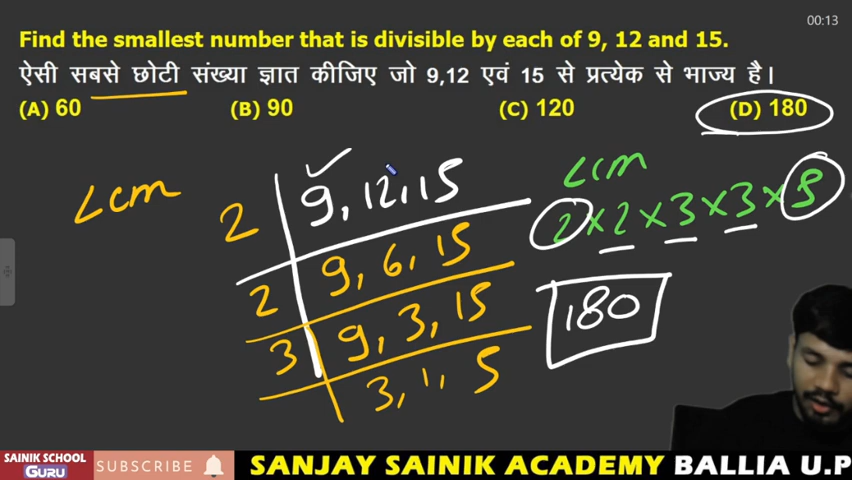 00:13
Find the smallest number that is divisible by each of 9, 12 and 15.
ऐसी सबसे छोटी संख्या ज्ञात कीजिए जो 9,12 एवं 15 से प्रत्येक से भाज्य है।
(A) 60 (B) 90 (C) 120 (D) 180
Lcm
2 9, 12, 15
2 9, 6, 15
3 9, 3, 15
3, 1, 5
Lcm
2×2×3×3×5
180
SAINIK SCHOOL
GURU
SUBSCRIBE
SANJAY SAINIK ACADEMY BALLIA U.P